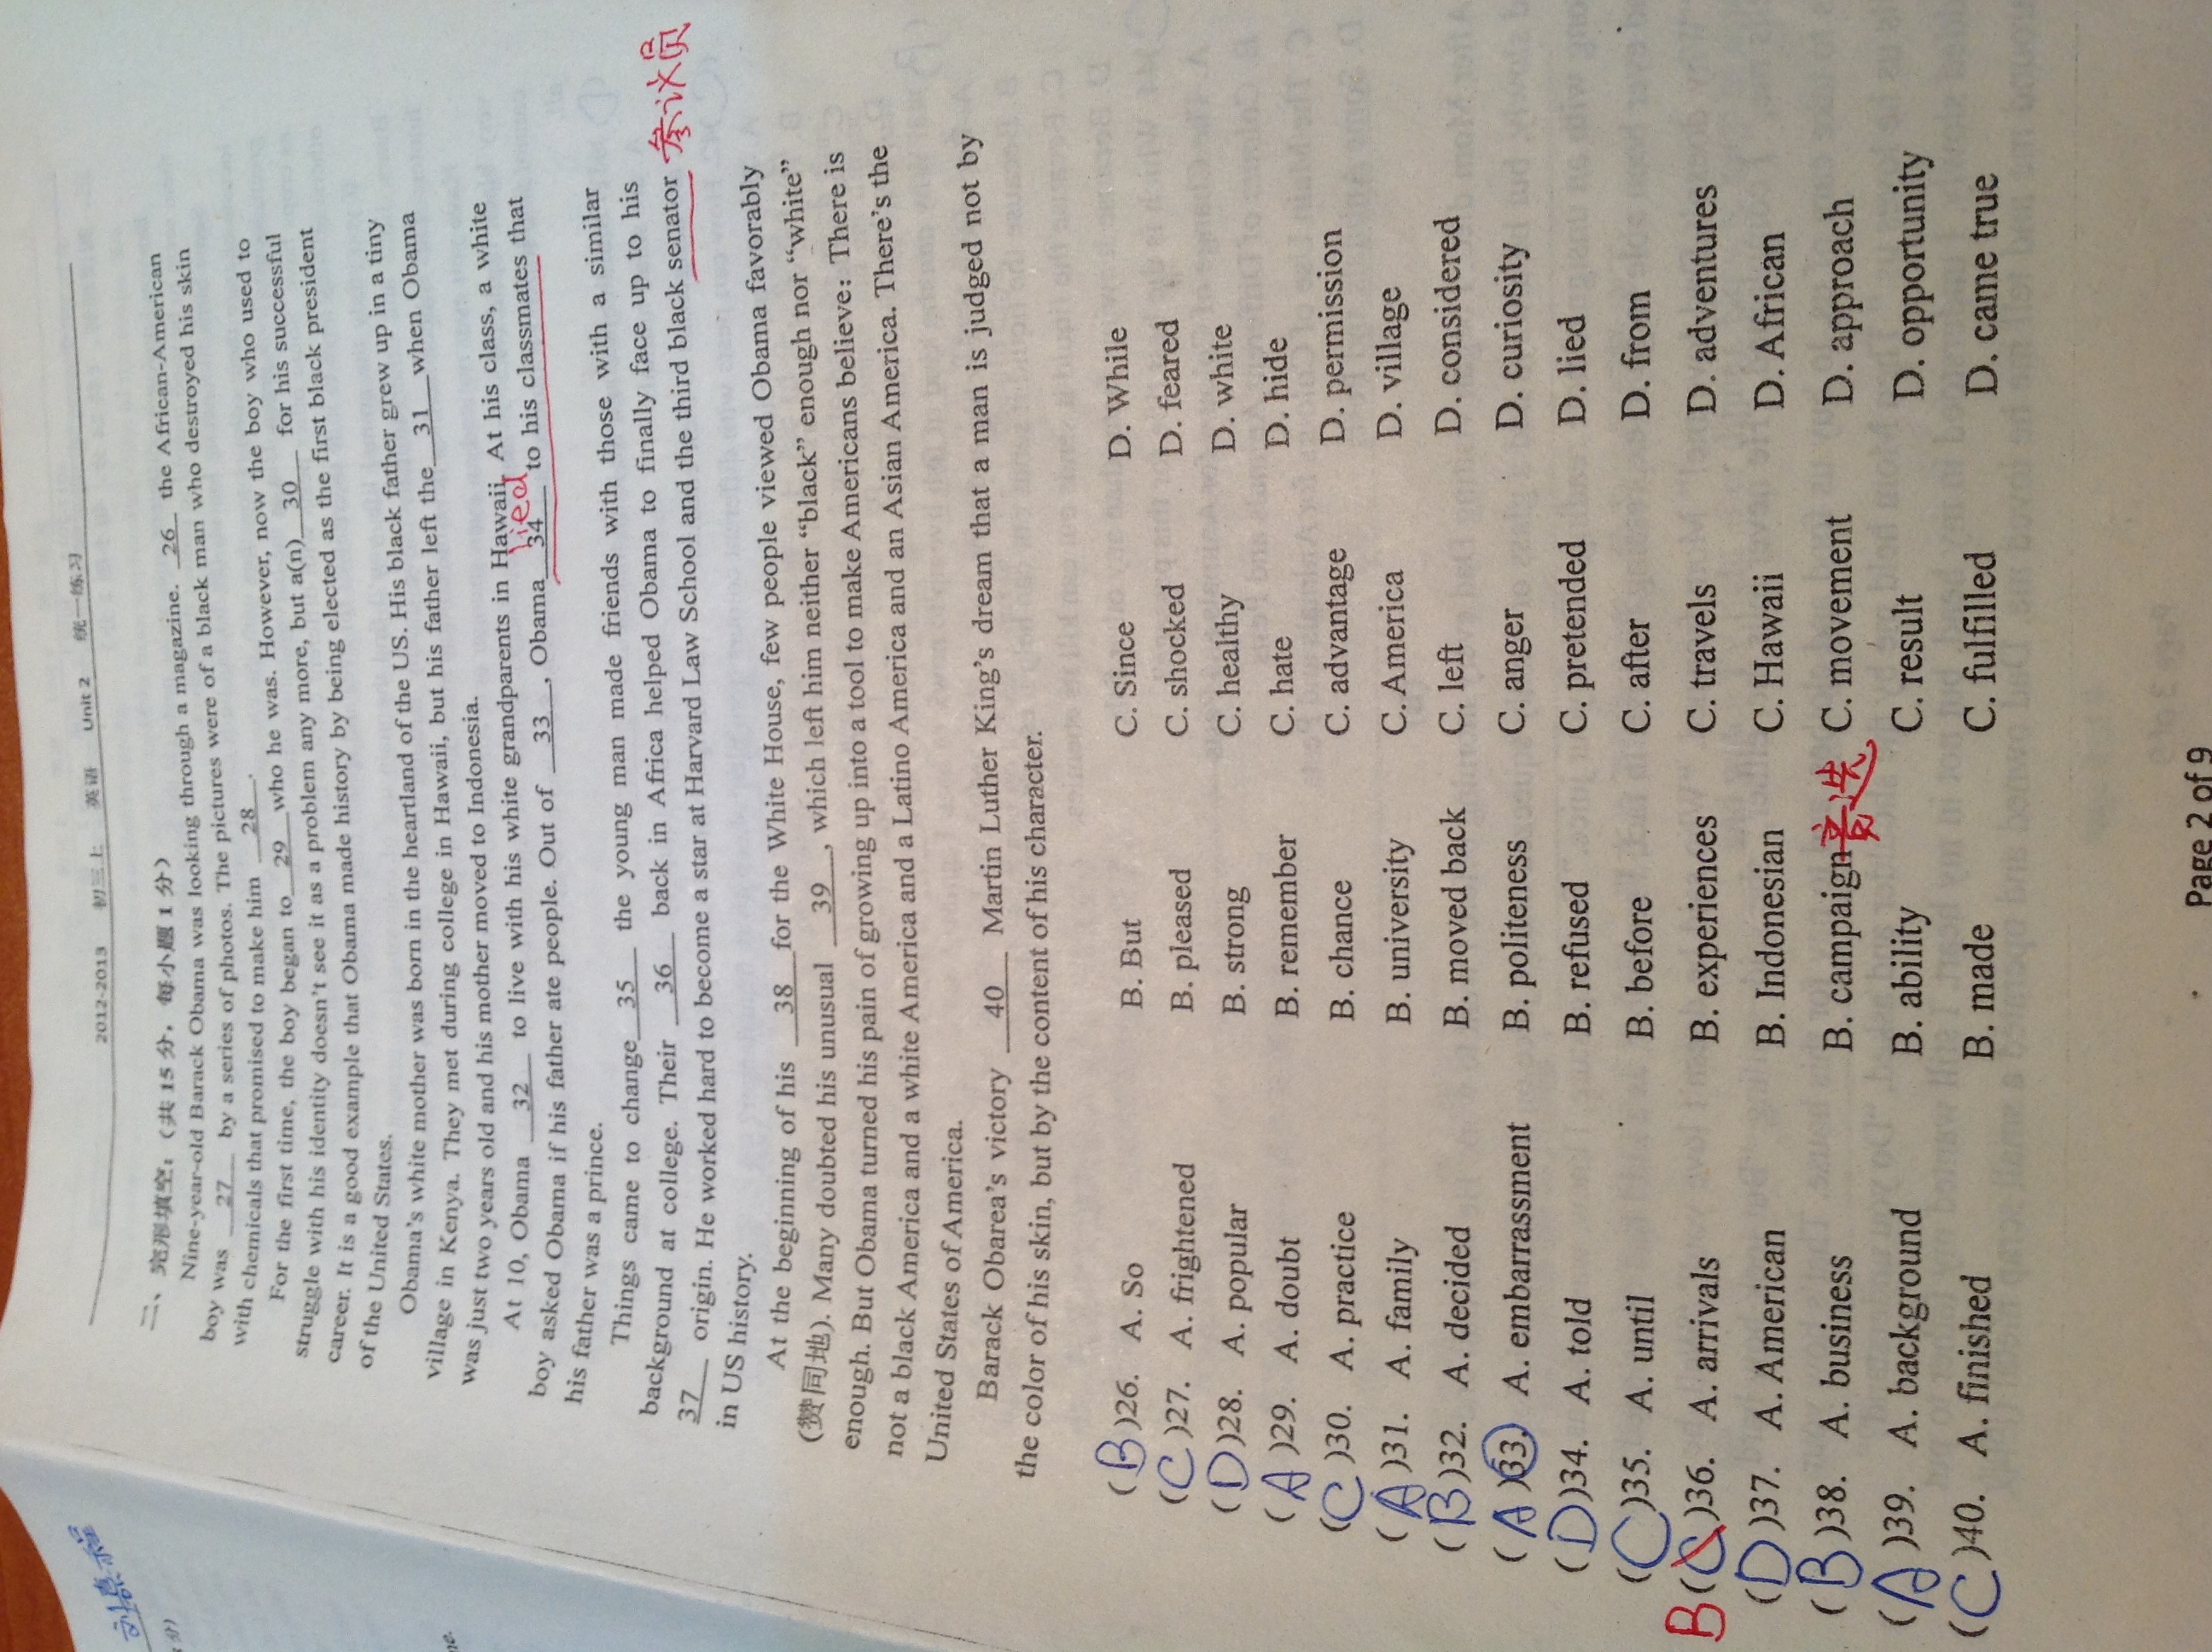 2012-2013 初三上 英语 Unit 2 统一练习
二、完形填空:(共 15 分,每小题 1 分)
Nine-year-old Barack Obama was looking through a magazine. 26 the African-American
boy was 27 by a series of photos. The pictures were of a black man who destroyed his skin
with chemicals that promised to make him 28 .
For the first time, the boy began to 29 who he was. However, now the boy who used to
struggle with his identity doesn't see it as a problem any more, but a(n) 30 for his successful
career. It is a good example that Obama made history by being elected as the first black president
of the United States.
Obama's white mother was born in the heartland of the US. His black father grew up in a tiny
village in Kenya. They met during college in Hawaii, but his father left the 31 when Obama
was just two years old and his mother moved to Indonesia.
At 10, Obama 32 to live with his white grandparents in Hawaii. At his class, a white
lied
boy asked Obama if his father ate people. Out of 33 , Obama 34 to his classmates that
his father was a prince.
Things came to change 35 the young man made friends with those with a similar
background at college. Their 36 back in Africa helped Obama to finally face up to his
37 origin. He worked hard to become a star at Harvard Law School and the third black senator 参议员
in US history.
At the beginning of his 38 for the White House, few people viewed Obama favorably
(赞同地). Many doubted his unusual 39 , which left him neither “black” enough nor “white”
enough. But Obama turned his pain of growing up into a tool to make Americans believe: There is
not a black America and a white America and a Latino America and an Asian America. There's the
United States of America.
Barack Obarea's victory 40 Martin Luther King's dream that a man is judged not by
the color of his skin, but by the content of his character.
( B )26. A. So B. But C. Since D. While
( C )27. A. frightened B. pleased C. shocked D. feared
( D )28. A. popular B. strong C. healthy D. white
( A )29. A. doubt B. remember C. hate D. hide
( C )30. A. practice B. chance C. advantage D. permission
( A )31. A. family B. university C. America D. village
( B )32. A. decided B. moved back C. left D. considered
( A )33. A. embarrassment B. politeness C. anger D. curiosity
( D )34. A. told B. refused C. pretended D. lied
( C )35. A. until B. before C. after D. from
B ( C )36. A. arrivals B. experiences C. travels D. adventures
( D )37. A. American B. Indonesian C. Hawaii D. African
( B )38. A. business B. campaign 竞选 C. movement D. approach
( A )39. A. background B. ability C. result D. opportunity
( C )40. A. finished B. made C. fulfilled D. came true
Page 2 of 9